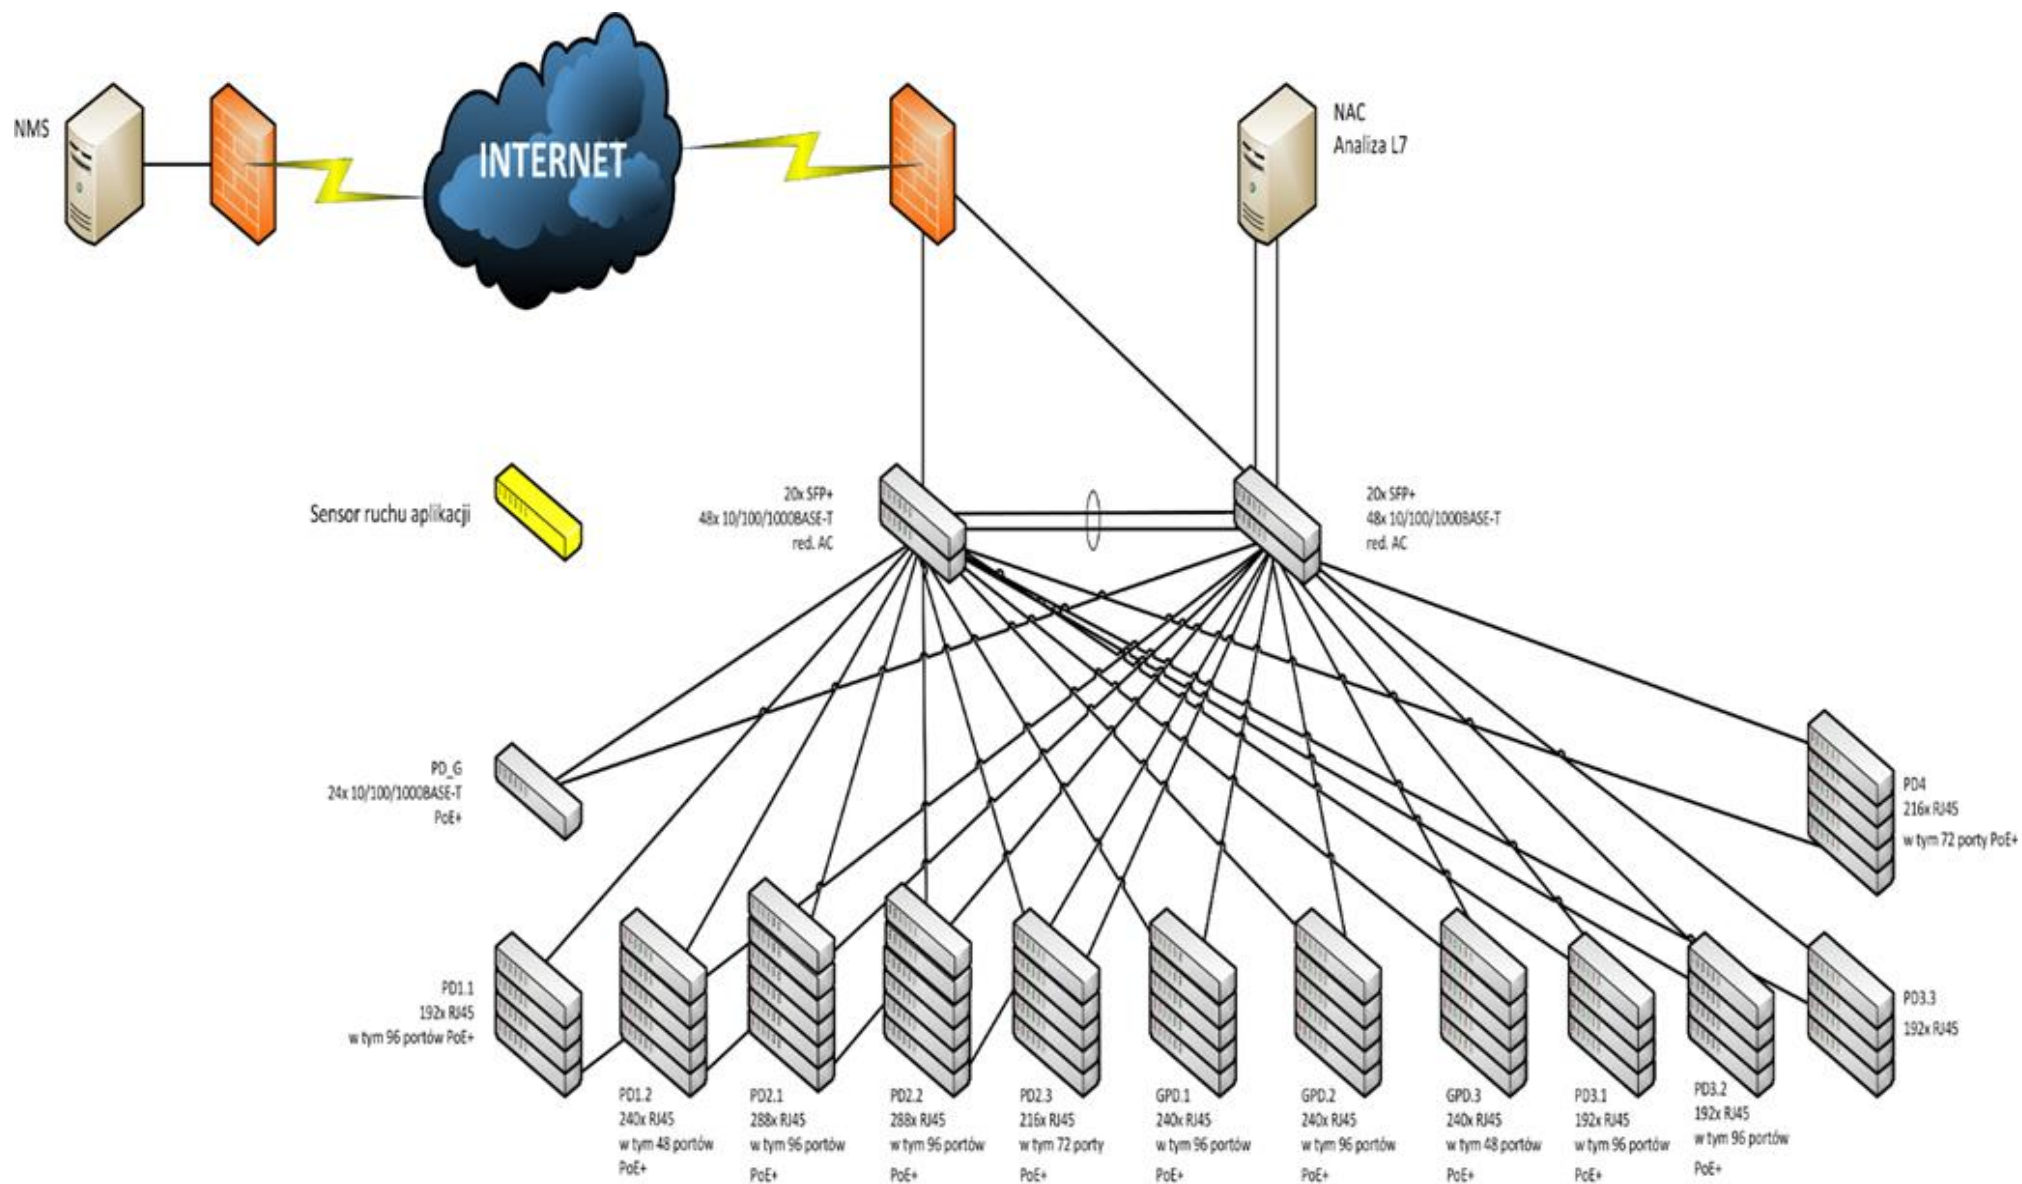 NMS
INTERNET
NAC
Analiza L7
Sensor ruchu aplikacji
20x SFP+
48x 10/100/1000BASE-T
red. AC
20x SFP+
48x 10/100/1000BASE-T
red. AC
PD_G
24x 10/100/1000BASE-T
PoE+
PD4
216x RJ45
w tym 72 porty PoE+
PD1.1
192x RJ45
w tym 96 portów PoE+
PD3.3
192x RJ45
PD1.2
240x RJ45
w tym 48 portów
PoE+
PD2.1
288x RJ45
w tym 96 portów
PoE+
PD2.2
288x RJ45
w tym 96 portów
PoE+
PD2.3
216x RJ45
w tym 72 porty
PoE+
GPD.1
240x RJ45
w tym 96 portów
PoE+
GPD.2
240x RJ45
w tym 96 portów
PoE+
GPD.3
240x RJ45
w tym 48 portów
PoE+
PD3.1
192x RJ45
w tym 96 portów
PoE+
PD3.2
192x RJ45
w tym 96 portów
PoE+